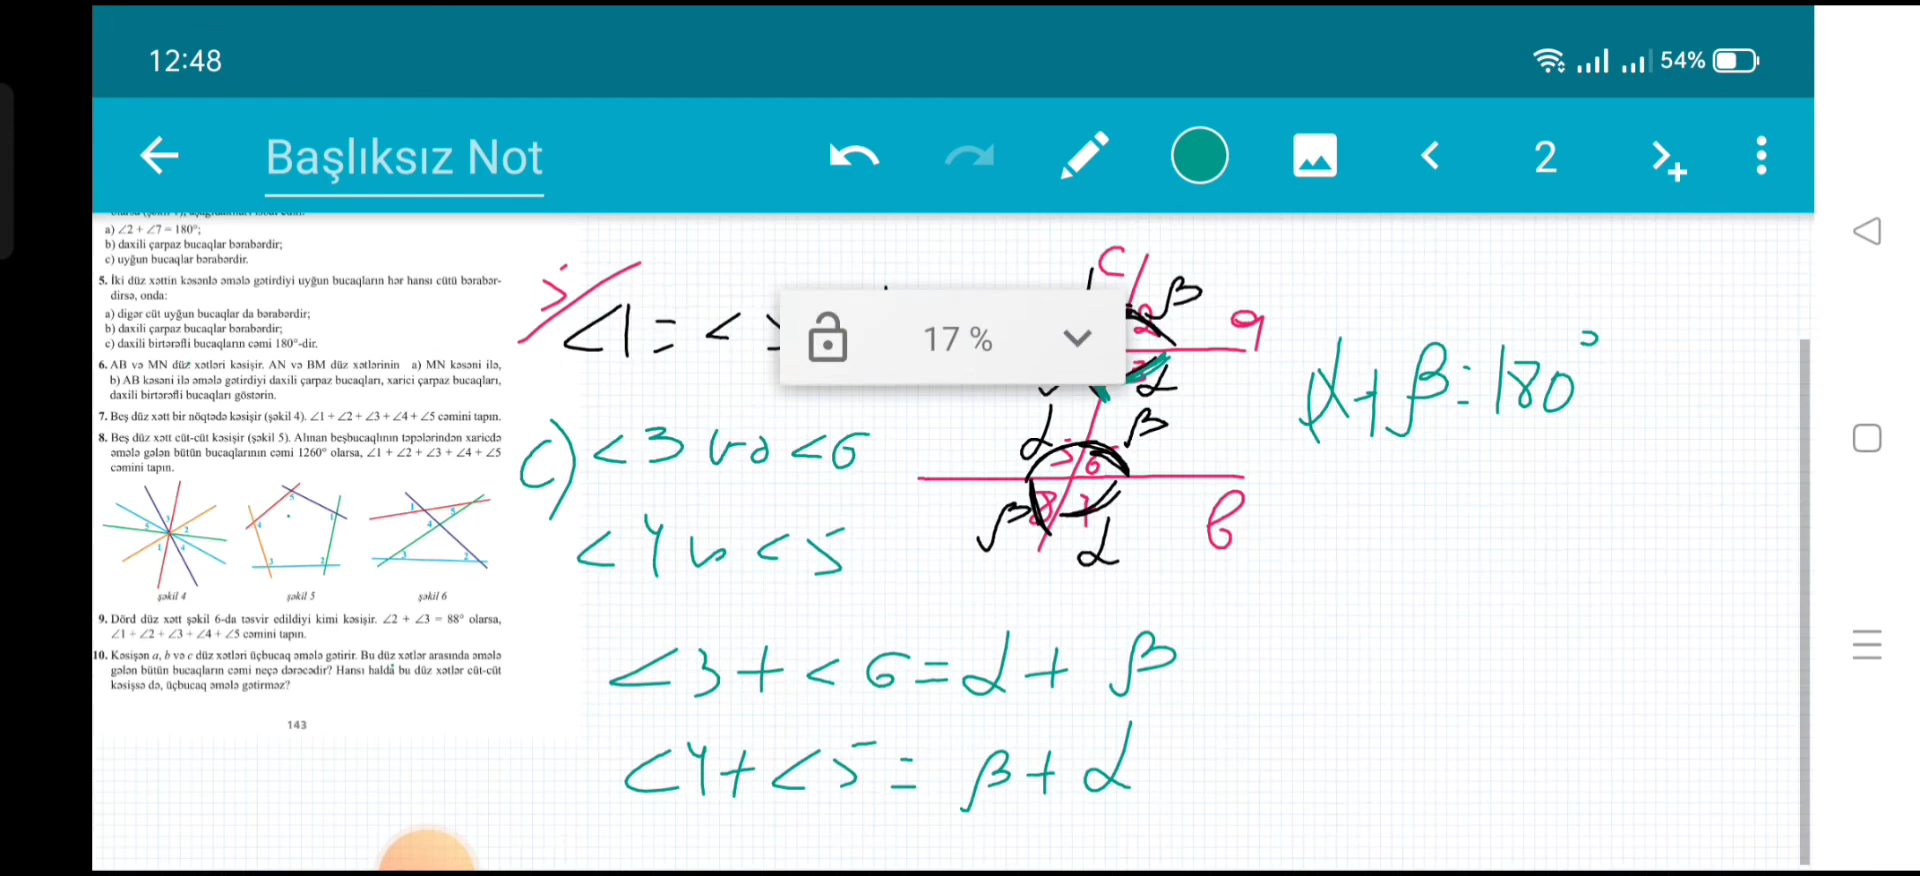 12:48
54%
Başlıksız Not
2
a) ∠2 + ∠7 = 180°;
b) daxili çarpaz bucaqlar bərabərdir;
c) uyğun bucaqlar bərabərdir.
5. İki düz xəttin kəsənlə əmələ gətirdiyi uyğun bucaqların hər hansı cütü bərabər-
dirsə, onda:
a) digər cüt uyğun bucaqlar da bərabərdir;
b) daxili çarpaz bucaqlar bərabərdir;
c) daxili birtərəfli bucaqların cəmi 180°-dir.
6. AB və MN düz xətləri kəsişir. AN və BM düz xətlərinin a) MN kəsəni ilə,
b) AB kəsəni ilə əmələ gətirdiyi daxili çarpaz bucaqları, xarici çarpaz bucaqları,
daxili birtərəfli bucaqları göstərin.
7. Beş düz xətt bir nöqtədə kəsişir (şəkil 4). ∠1 + ∠2 + ∠3 + ∠4 + ∠5 cəmini tapın.
8. Beş düz xətt cüt-cüt kəsişir (şəkil 5). Alınan beşbucaqlının təpələrindən xaricdə
əmələ gələn bütün bucaqlarının cəmi 1260° olarsa, ∠1 + ∠2 + ∠3 + ∠4 + ∠5
cəmini tapın.
şəkil 4
şəkil 5
şəkil 6
9. Dörd düz xətt şəkil 6-da təsvir edildiyi kimi kəsişir. ∠2 + ∠3 = 88° olarsa,
∠1 + ∠2 + ∠3 + ∠4 + ∠5 cəmini tapın.
10. Kəsişən a, b və c düz xətləri üçbucaq əmələ gətirir. Bu düz xətlər arasında əmələ
gələn bütün bucaqların cəmi neçə dərəcədir? Hansı halda bu düz xətlər cüt-cüt
kəsişsə də, üçbucaq əmələ gətirməz?
143
5/
<1 = <
17 %
c
β
a
α
α
β
5 6
8 7
β
α
b
α+β=180°
c) <3 və <6
<4 və <5
<3+<6=α+β
<4+<5=β+α